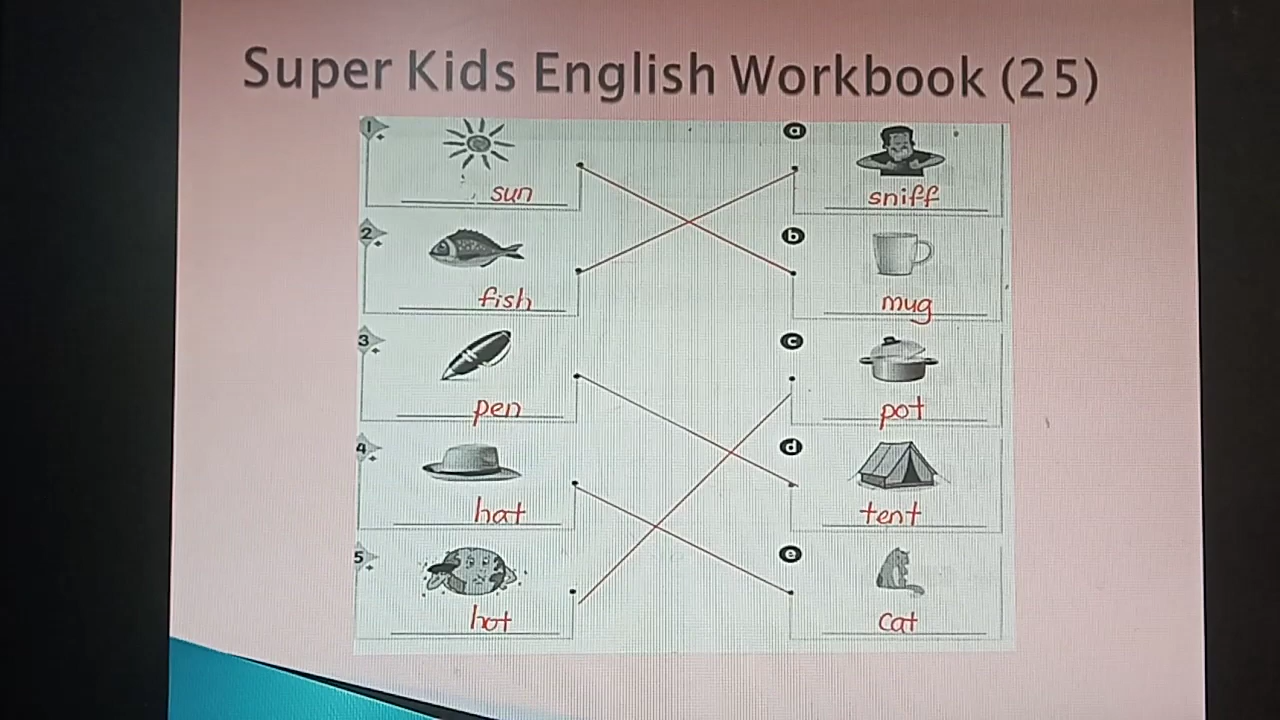 Super Kids English Workbook (25)
1
sun
a
sniff
2
fish
b
mug
3
pen
c
pot
4
hat
d
tent
5
hot
e
cat